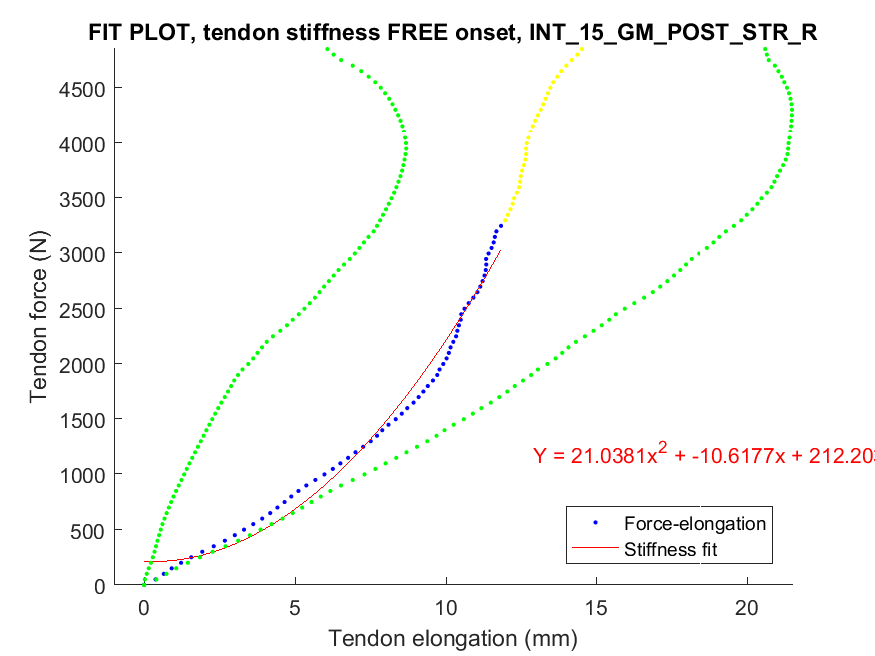 FIT PLOT, tendon stiffness FREE onset, INT_15_GM_POST_STR_R
4500
4000
3500
3000
2500
2000
1500
1000
500
0
Tendon force (N)
Y = 21.0381x² + -10.6177x + 212.20
Force-elongation
Stiffness fit
0 5 10 15 20
Tendon elongation (mm)